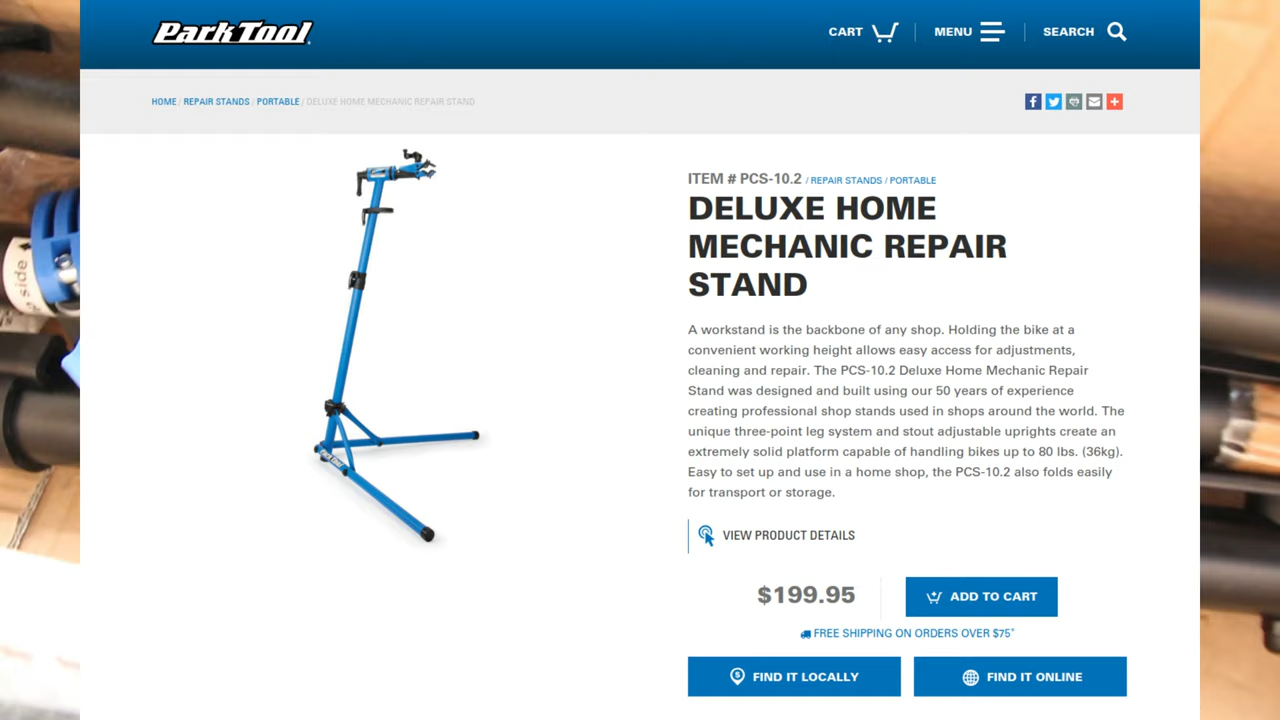 ParkTool
CART
MENU
SEARCH
HOME / REPAIR STANDS / PORTABLE / DELUXE HOME MECHANIC REPAIR STAND
ITEM # PCS-10.2 / REPAIR STANDS / PORTABLE
DELUXE HOME
MECHANIC REPAIR
STAND
A workstand is the backbone of any shop. Holding the bike at a
convenient working height allows easy access for adjustments,
cleaning and repair. The PCS-10.2 Deluxe Home Mechanic Repair
Stand was designed and built using our 50 years of experience
creating professional shop stands used in shops around the world. The
unique three-point leg system and stout adjustable uprights create an
extremely solid platform capable of handling bikes up to 80 lbs. (36kg).
Easy to set up and use in a home shop, the PCS-10.2 also folds easily
for transport or storage.
VIEW PRODUCT DETAILS
$199.95
ADD TO CART
FREE SHIPPING ON ORDERS OVER $75*
FIND IT LOCALLY
FIND IT ONLINE
side